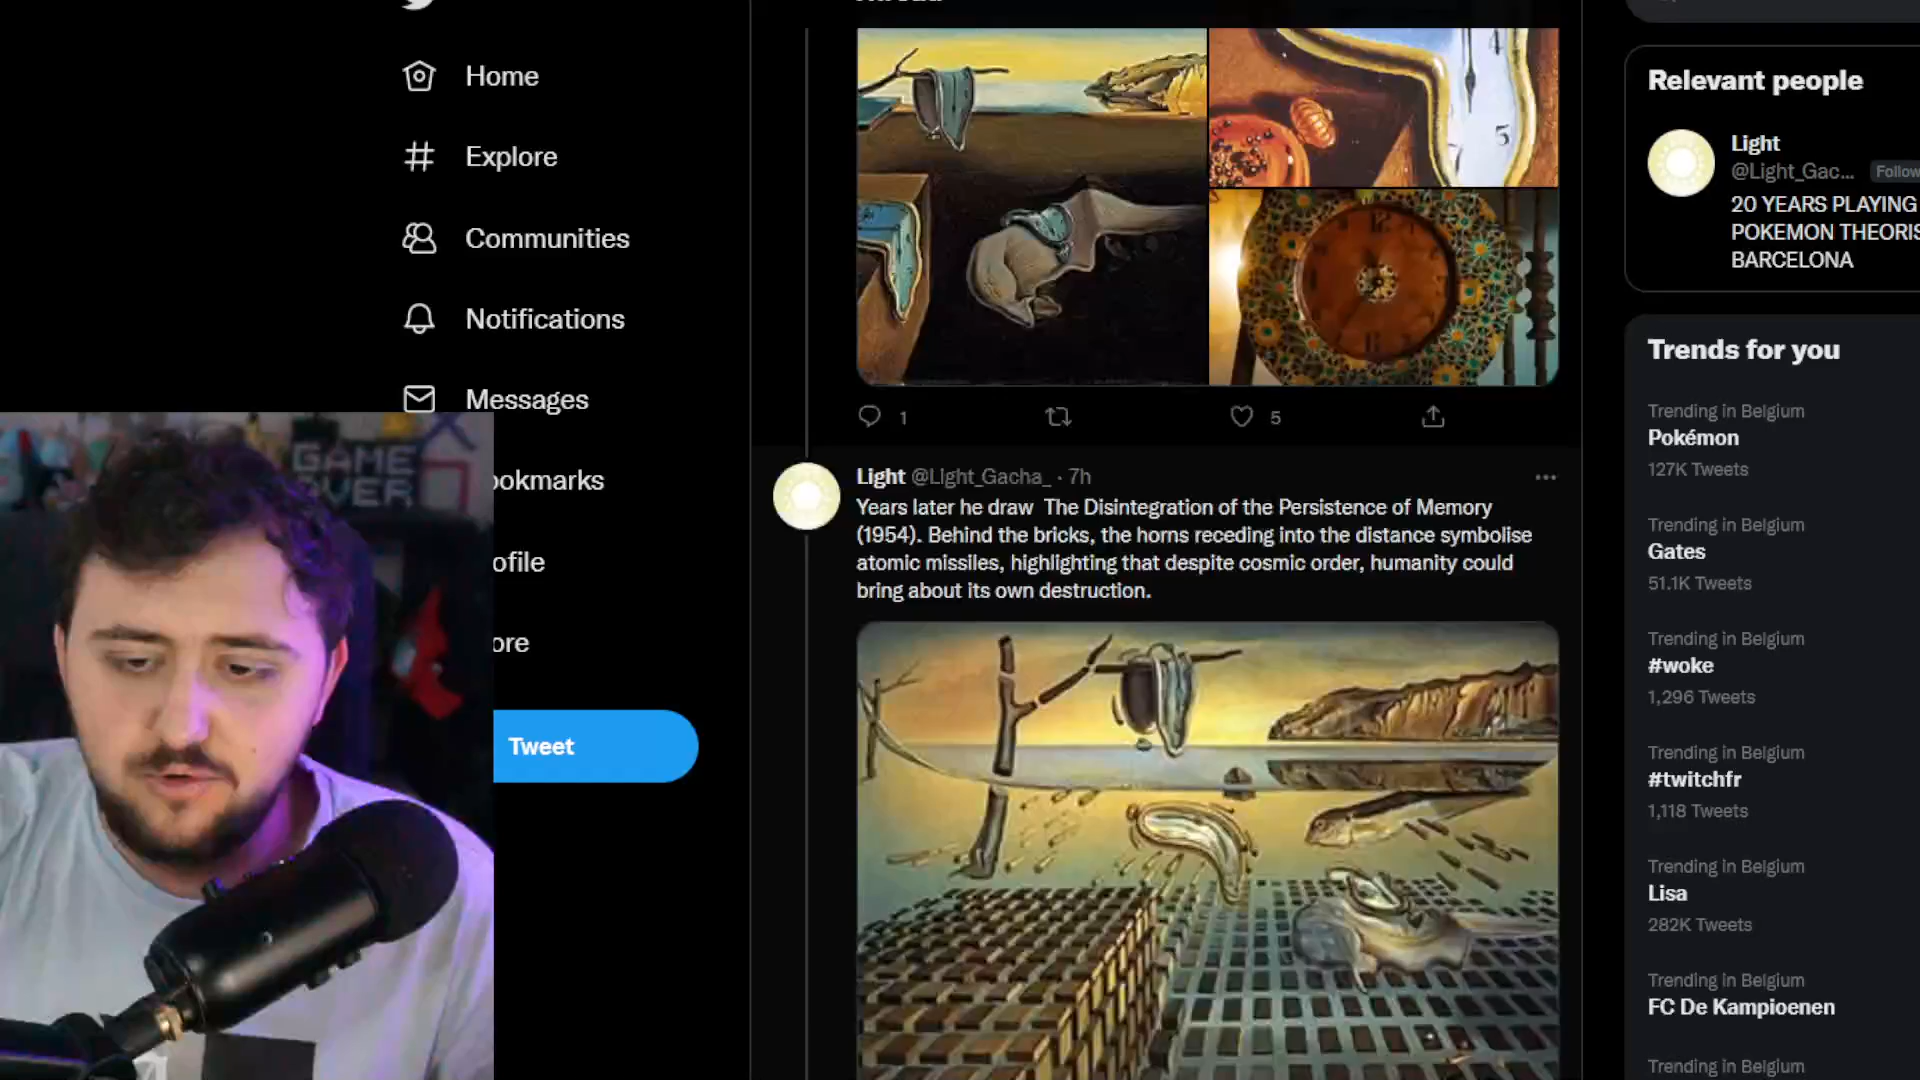 Home
Explore
Communities
Notifications
Messages
ookmarks
ofile
ore
Tweet
GAME
OVER
4
5
12
1
5
Light @Light_Gacha_ · 7h
Years later he draw The Disintegration of the Persistence of Memory
(1954). Behind the bricks, the horns receding into the distance symbolise
atomic missiles, highlighting that despite cosmic order, humanity could
bring about its own destruction.
Relevant people
Light
@Light_Gac... Follow
20 YEARS PLAYING
POKEMON THEORIS
BARCELONA
Trends for you
Trending in Belgium
Pokémon
127K Tweets
Trending in Belgium
Gates
51.1K Tweets
Trending in Belgium
#woke
1,296 Tweets
Trending in Belgium
#twitchfr
1,118 Tweets
Trending in Belgium
Lisa
282K Tweets
Trending in Belgium
FC De Kampioenen
Trending in Belgium